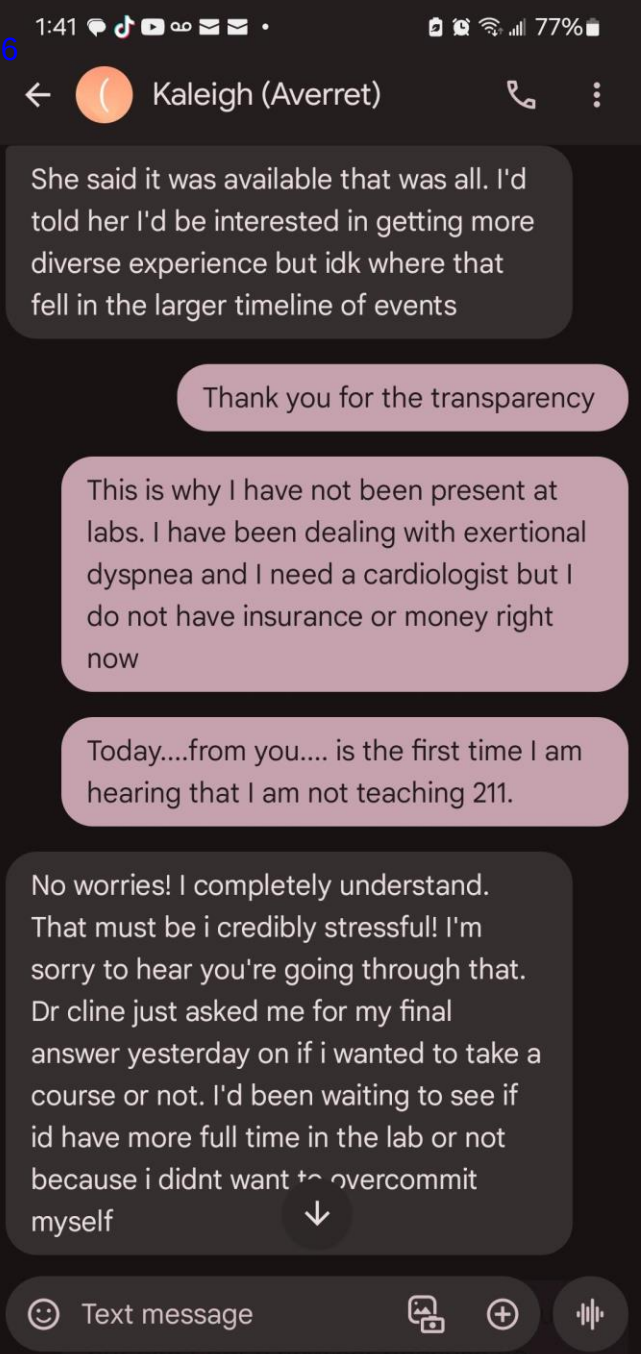 1:41
77%
6
Kaleigh (Averret)
She said it was available that was all. I'd
told her I'd be interested in getting more
diverse experience but idk where that
fell in the larger timeline of events
Thank you for the transparency
This is why I have not been present at
labs. I have been dealing with exertional
dyspnea and I need a cardiologist but I
do not have insurance or money right
now
Today....from you.... is the first time I am
hearing that I am not teaching 211.
No worries! I completely understand.
That must be i credibly stressful! I'm
sorry to hear you're going through that.
Dr cline just asked me for my final
answer yesterday on if i wanted to take a
course or not. I'd been waiting to see if
id have more full time in the lab or not
because i didnt want to overcommit
myself
Text message